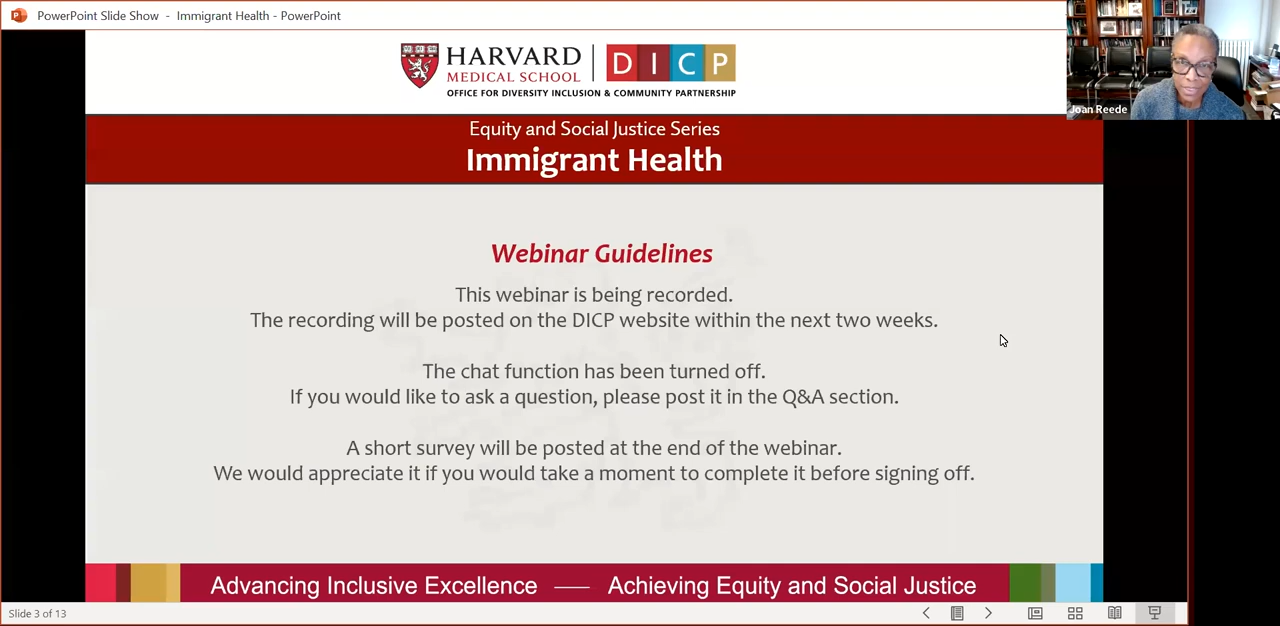 PowerPoint Slide Show - Immigrant Health - PowerPoint
HARVARD
MEDICAL SCHOOL
DICP
OFFICE FOR DIVERSITY INCLUSION & COMMUNITY PARTNERSHIP
Joan Reede
Equity and Social Justice Series
Immigrant Health
Webinar Guidelines
This webinar is being recorded.
The recording will be posted on the DICP website within the next two weeks.
The chat function has been turned off.
If you would like to ask a question, please post it in the Q&A section.
A short survey will be posted at the end of the webinar.
We would appreciate it if you would take a moment to complete it before signing off.
Advancing Inclusive Excellence — Achieving Equity and Social Justice
Slide 3 of 13